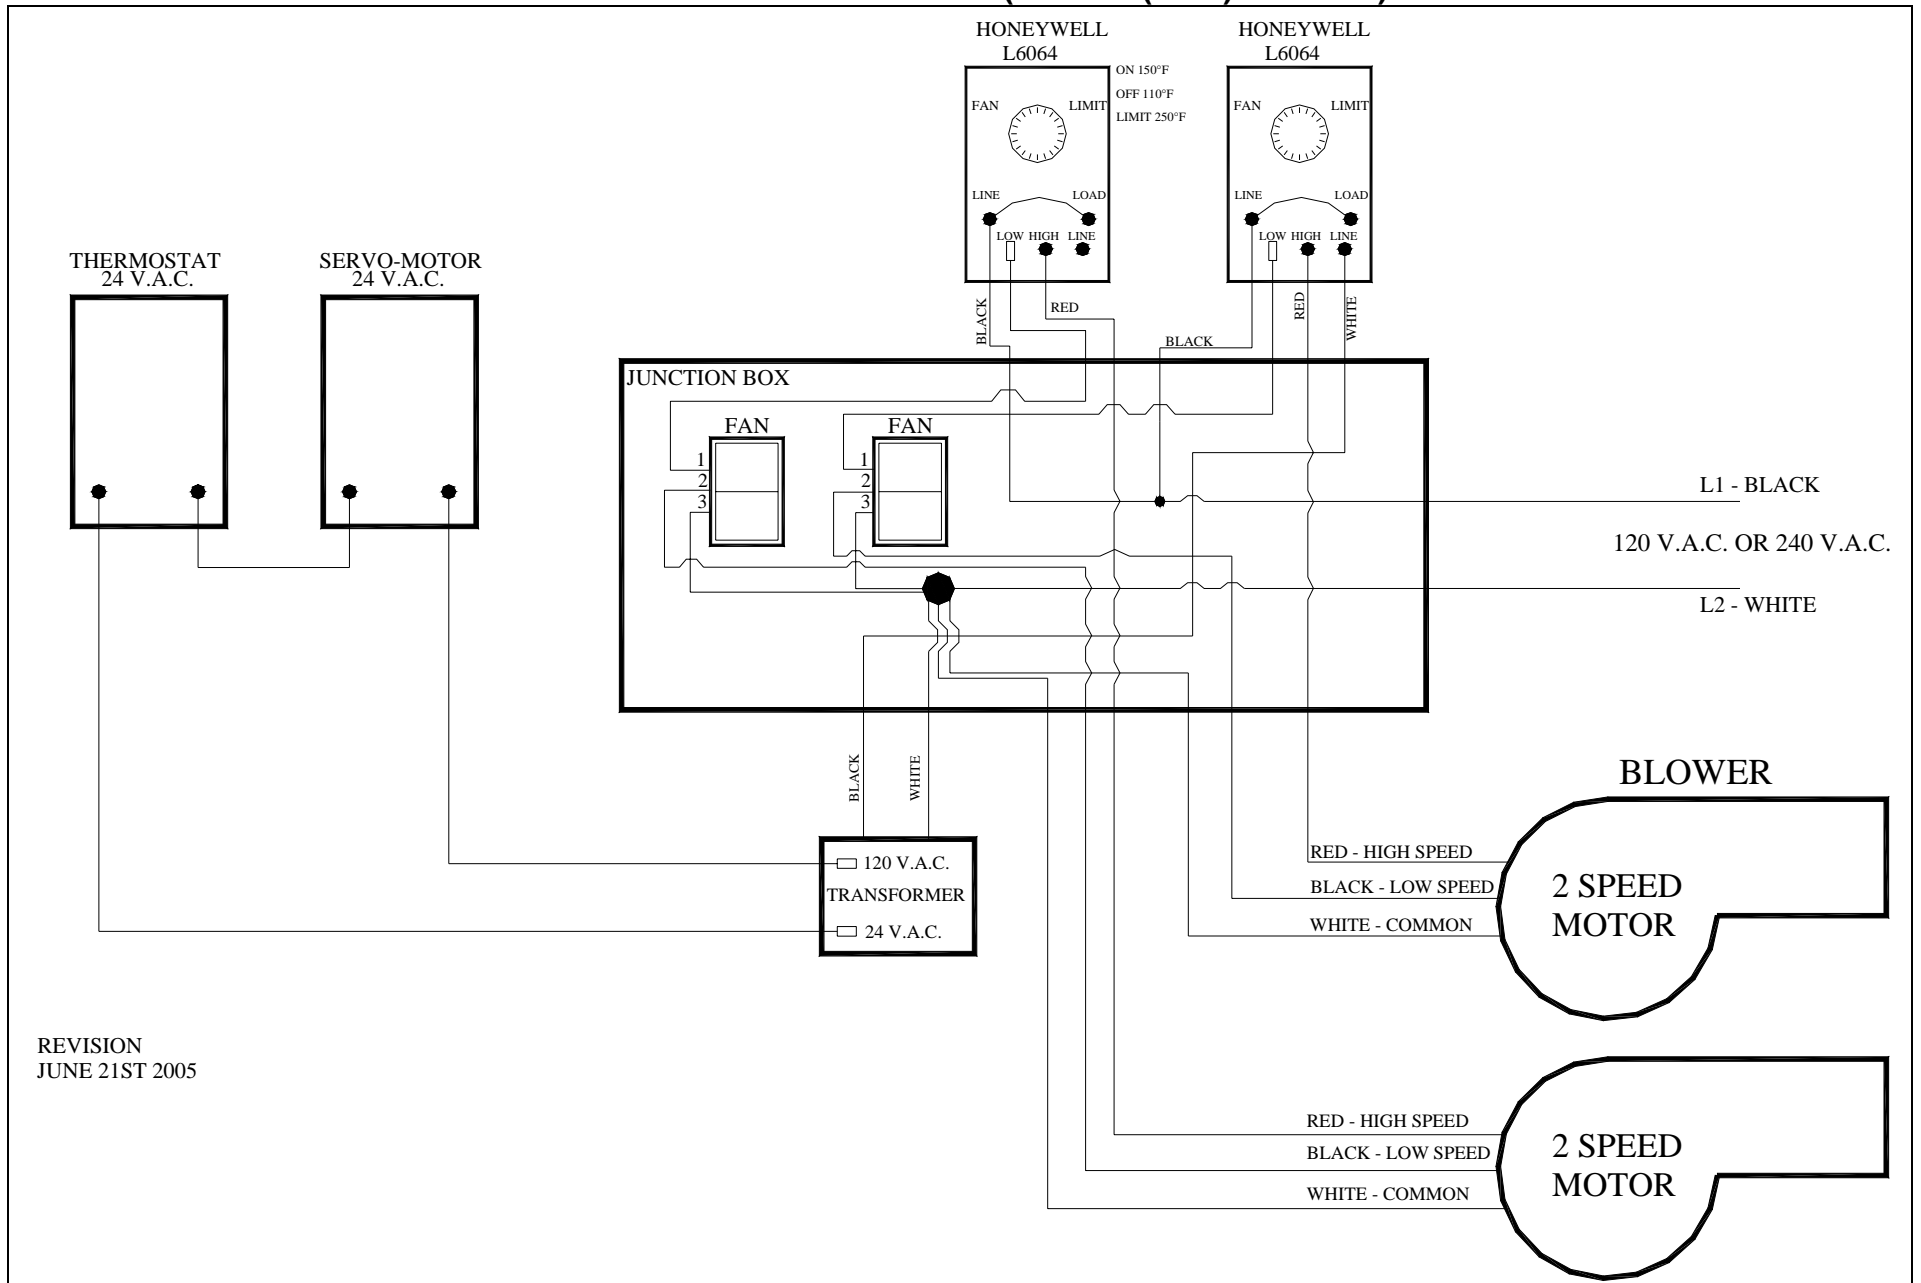 HONEYWELL
L6064
HONEYWELL
L6064
ON 150°F
OFF 110°F
LIMIT 250°F
FAN
LIMIT
FAN
LIMIT
LINE
LOAD
LINE
LOAD
LOW HIGH LINE
LOW HIGH LINE
THERMOSTAT
24 V.A.C.
SERVO-MOTOR
24 V.A.C.
BLACK
RED
BLACK
RED
WHITE
JUNCTION BOX
FAN
1
2
3
FAN
1
2
3
L1 - BLACK
120 V.A.C. OR 240 V.A.C.
L2 - WHITE
BLACK
WHITE
120 V.A.C.
TRANSFORMER
24 V.A.C.
BLOWER
RED - HIGH SPEED
BLACK - LOW SPEED
WHITE - COMMON
2 SPEED
MOTOR
REVISION
JUNE 21ST 2005
RED - HIGH SPEED
BLACK - LOW SPEED
WHITE - COMMON
2 SPEED
MOTOR